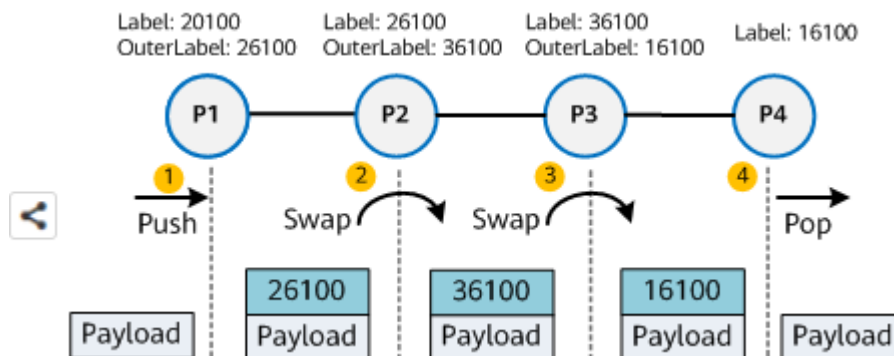 Label: 20100
OuterLabel: 26100
Label: 26100
OuterLabel: 36100
Label: 36100
OuterLabel: 16100
Label: 16100
P1
P2
P3
P4
1
2
3
4
Push
Swap
Swap
Pop
26100
36100
16100
Payload
Payload
Payload
Payload
Payload